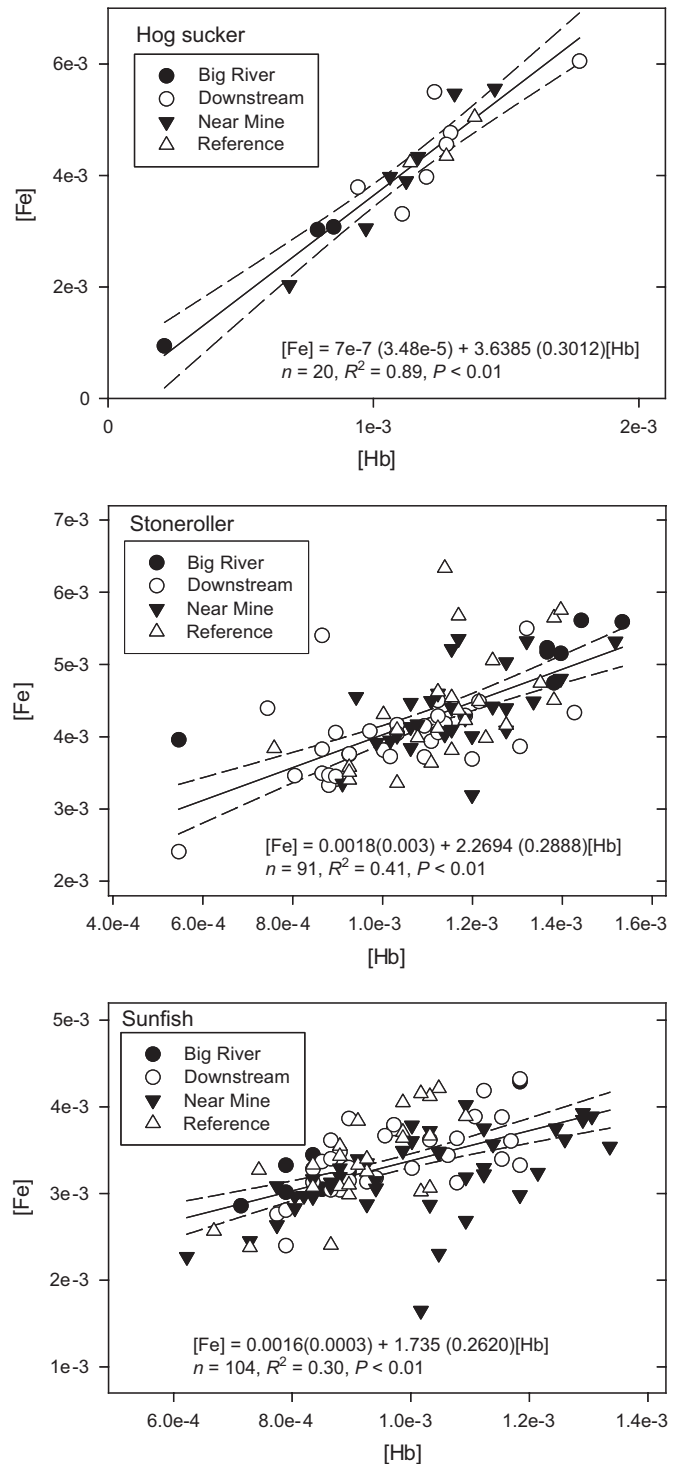 Hog sucker
Big River
Downstream
Near Mine
Reference
6e-3
4e-3
2e-3
0
[Fe]
[Fe] = 7e-7 (3.48e-5) + 3.6385 (0.3012)[Hb]
n = 20, R² = 0.89, P < 0.01
0 1e-3 2e-3
[Hb]
Stoneroller
Big River
Downstream
Near Mine
Reference
7e-3
6e-3
5e-3
4e-3
3e-3
2e-3
[Fe]
[Fe] = 0.0018(0.003) + 2.2694 (0.2888)[Hb]
n = 91, R² = 0.41, P < 0.01
4.0e-4 6.0e-4 8.0e-4 1.0e-3 1.2e-3 1.4e-3 1.6e-3
[Hb]
Sunfish
Big River
Downstream
Near Mine
Reference
5e-3
4e-3
3e-3
2e-3
1e-3
[Fe]
[Fe] = 0.0016(0.0003) + 1.735 (0.2620)[Hb]
n = 104, R² = 0.30, P < 0.01
6.0e-4 8.0e-4 1.0e-3 1.2e-3 1.4e-3
[Hb]